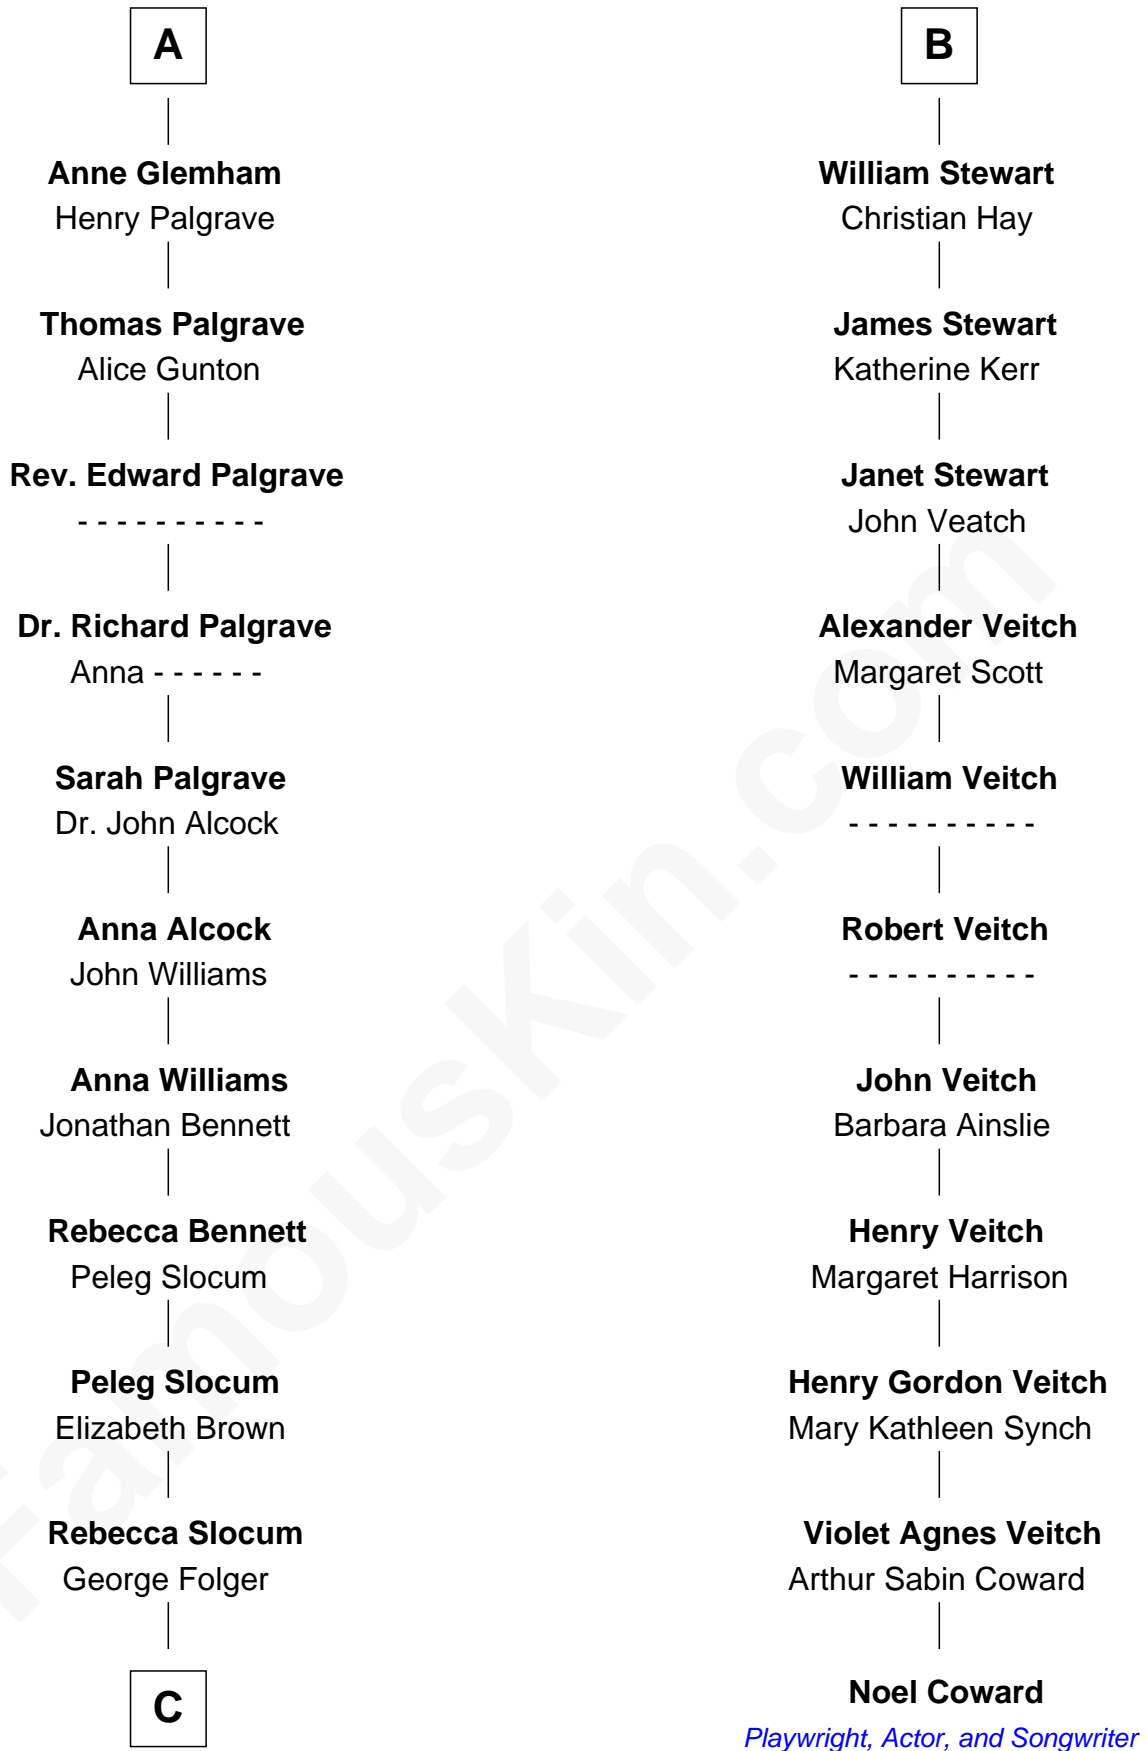 A
Anne Glemham
Henry Palgrave
Thomas Palgrave
Alice Gunton
Rev. Edward Palgrave
- - - - - - - - - -
Dr. Richard Palgrave
Anna - - - - - -
Sarah Palgrave
Dr. John Alcock
Anna Alcock
John Williams
Anna Williams
Jonathan Bennett
Rebecca Bennett
Peleg Slocum
Peleg Slocum
Elizabeth Brown
Rebecca Slocum
George Folger
C
B
William Stewart
Christian Hay
James Stewart
Katherine Kerr
Janet Stewart
John Veatch
Alexander Veitch
Margaret Scott
William Veitch
- - - - - - - - - -
Robert Veitch
- - - - - - - - - -
John Veitch
Barbara Ainslie
Henry Veitch
Margaret Harrison
Henry Gordon Veitch
Mary Kathleen Synch
Violet Agnes Veitch
Arthur Sabin Coward
Noel Coward
Playwright, Actor, and Songwriter
FamousKin.com